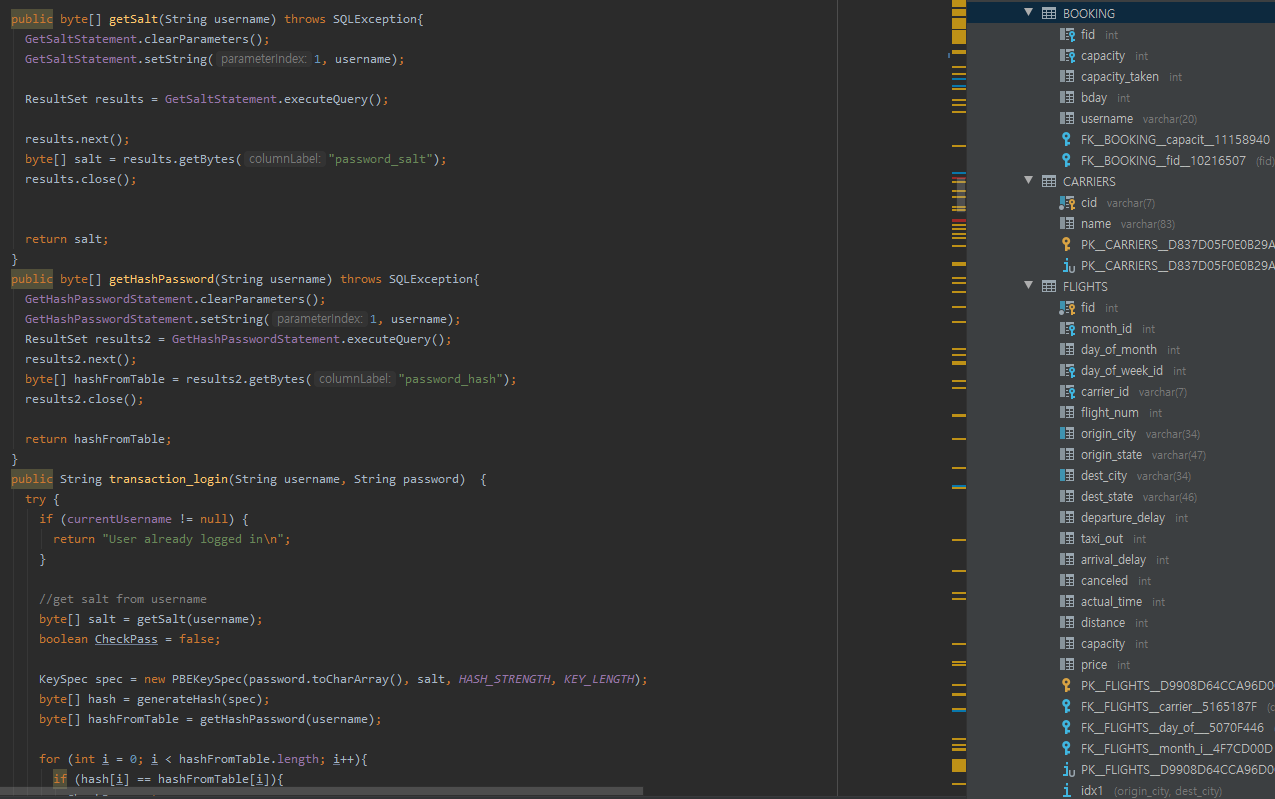 public byte[] getSalt(String username) throws SQLException{
GetSaltStatement.clearParameters();
GetSaltStatement.setString( parameterIndex: 1, username);
ResultSet results = GetSaltStatement.executeQuery();
results.next();
byte[] salt = results.getBytes( columnLabel: "password_salt");
results.close();
return salt;
}
public byte[] getHashPassword(String username) throws SQLException{
GetHashPasswordStatement.clearParameters();
GetHashPasswordStatement.setString( parameterIndex: 1, username);
ResultSet results2 = GetHashPasswordStatement.executeQuery();
results2.next();
byte[] hashFromTable = results2.getBytes( columnLabel: "password_hash");
results2.close();
return hashFromTable;
}
public String transaction_login(String username, String password)  {
try {
if (currentUsername != null) {
return "User already logged in\n";
}
//get salt from username
byte[] salt = getSalt(username);
boolean CheckPass = false;
KeySpec spec = new PBEKeySpec(password.toCharArray(), salt, HASH_STRENGTH, KEY_LENGTH);
byte[] hash = generateHash(spec);
byte[] hashFromTable = getHashPassword(username);
for (int i = 0; i < hashFromTable.length; i++){
if (hash[i] == hashFromTable[i]){
BOOKING
fid int
capacity int
capacity_taken int
bday int
username varchar(20)
FK__BOOKING__capacit__11158940
FK__BOOKING__fid__10216507 (fid)
CARRIERS
cid varchar(7)
name varchar(83)
PK__CARRIERS__D837D05F0E0B29A
PK__CARRIERS__D837D05F0E0B29A
FLIGHTS
fid int
month_id int
day_of_month int
day_of_week_id int
carrier_id varchar(7)
flight_num int
origin_city varchar(34)
origin_state varchar(47)
dest_city varchar(34)
dest_state varchar(46)
departure_delay int
taxi_out int
arrival_delay int
canceled int
actual_time int
distance int
capacity int
price int
PK__FLIGHTS__D9908D64CCA96D0
FK__FLIGHTS__carrier__5165187F (c
FK__FLIGHTS__day_of__5070F446
FK__FLIGHTS__month_i__4F7CD00D
PK__FLIGHTS__D9908D64CCA96D0
idx1 (origin_city, dest_city)